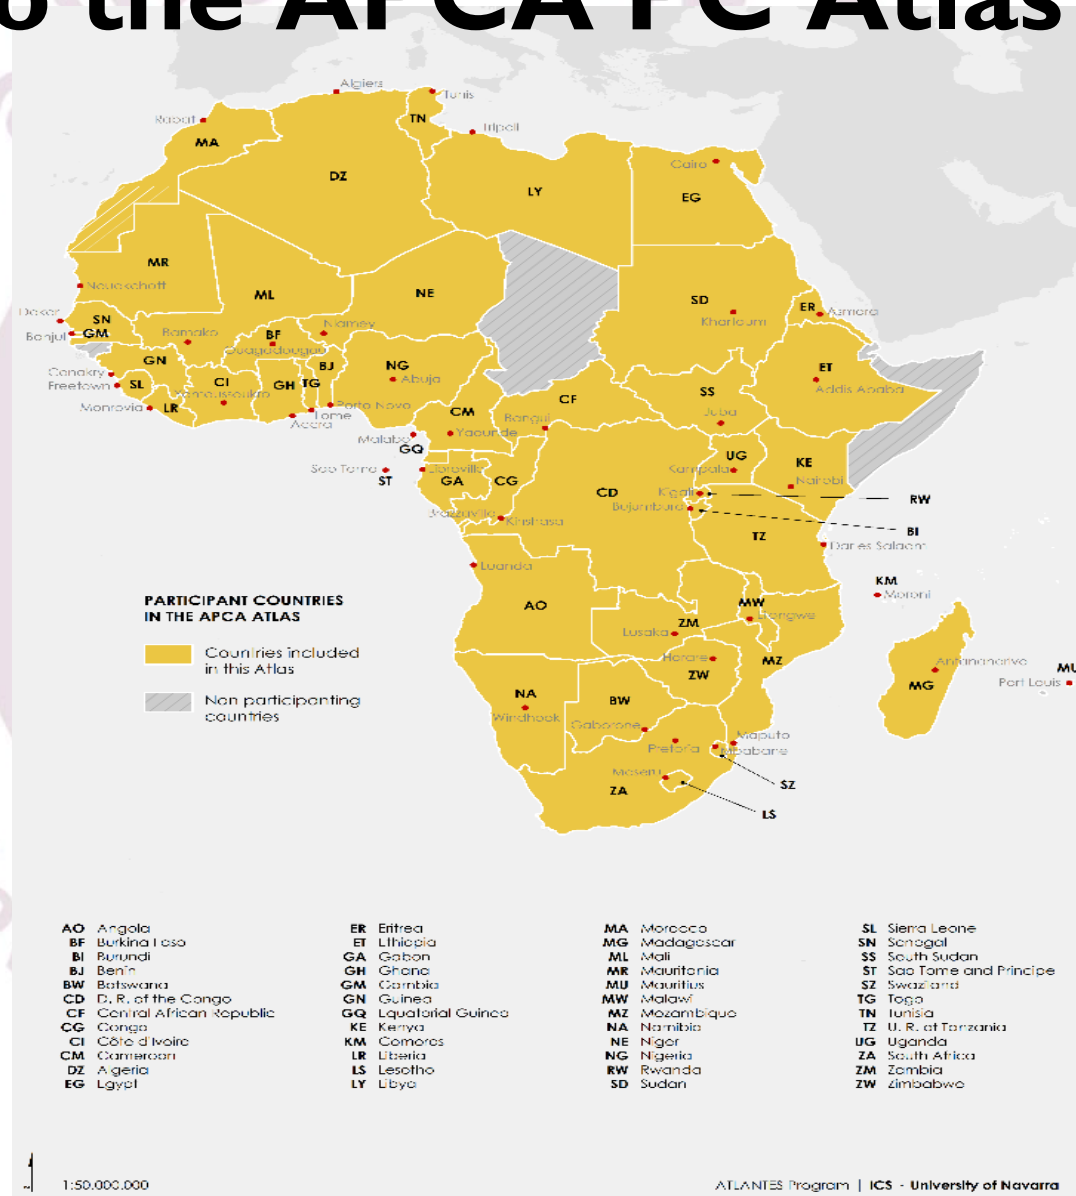 o the APCA PC Atlas
Algiers
Tunis
Rabat
TN
Tripoli
MA
Cairo
DZ
LY
EG
MR
Nouakchott
ML
NE
SD
ER
Asmara
Khartoum
Dakar
SN
Banjul
GM
Bamako
BF
Niamey
Ouagadougou
GN
BJ
NG
Abuja
ET
Addis Ababa
Conakry
Freetown
SL
CI
Yamoussoukro
GH
TG
SS
CF
Juba
Monrovia
LR
Porto Novo
Lome
Accra
CM
Bangui
Malabo
Yaounde
GQ
UG
KE
Sao Tome
ST
Libreville
GA
CG
Kampala
Nairobi
CD
Kigali
RW
Bujumbura
BI
Brazzaville
Kinshasa
TZ
Dar es Salaam
Luanda
KM
Moroni
PARTICIPANT COUNTRIES
IN THE APCA ATLAS
AO
MW
Lilongwe
ZM
Lusaka
Countries included
in this Atlas
Harare
MZ
Antananarivo
MU
ZW
Port Louis
MG
Non participanting
countries
NA
BW
Windhoek
Gaborone
Maputo
Pretoria
Mbabane
Maseru
SZ
ZA
LS
AO Angola
BF Burkina Faso
BI Burundi
BJ Benin
BW Botswana
CD D. R. of the Congo
CF Central African Republic
CG Congo
CI Côte d'Ivoire
CM Cameroon
DZ Algeria
EG Egypt
ER Eritrea
ET Ethiopia
GA Gabon
GH Ghana
GM Gambia
GN Guinea
GQ Equatorial Guinea
KE Kenya
KM Comoros
LR Liberia
LS Lesotho
LY Libya
MA Morocco
MG Madagascar
ML Mali
MR Mauritania
MU Mauritius
MW Malawi
MZ Mozambique
NA Namibia
NE Niger
NG Nigeria
RW Rwanda
SD Sudan
SL Sierra Leone
SN Senegal
SS South Sudan
ST Sao Tome and Principe
SZ Swaziland
TG Togo
TN Tunisia
TZ U. R. of Tanzania
UG Uganda
ZA South Africa
ZM Zambia
ZW Zimbabwe
1:50.000.000
ATLANTES Program | ICS - University of Navarra